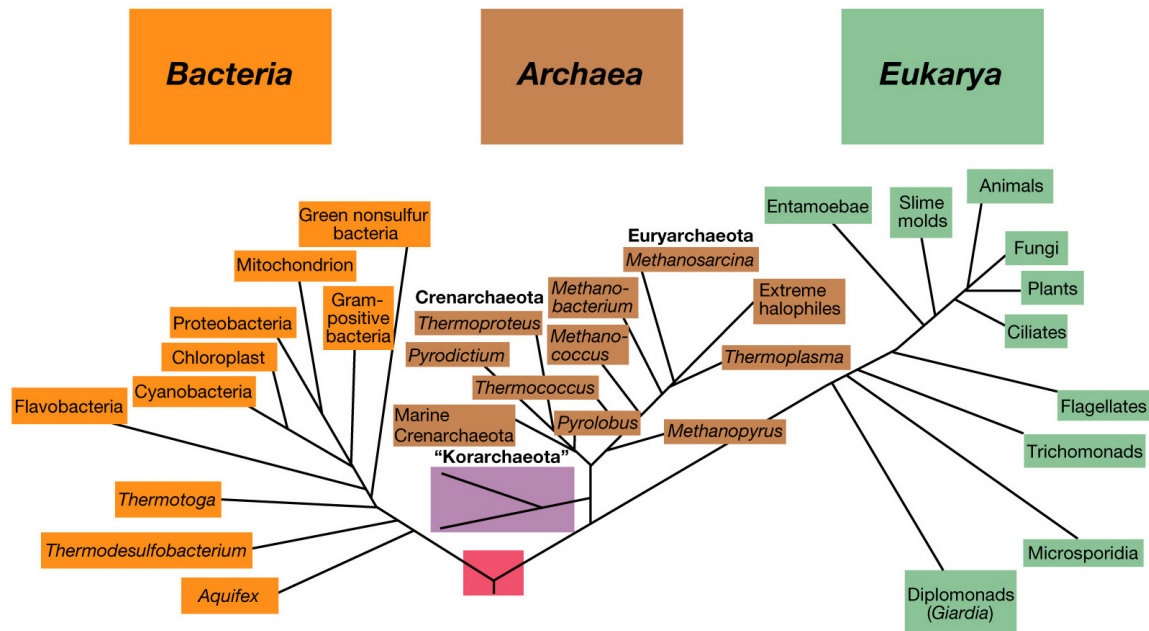 Bacteria
Archaea
Eukarya
Green nonsulfur
bacteria
Mitochondrion
Gram-
positive
bacteria
Proteobacteria
Chloroplast
Cyanobacteria
Flavobacteria
Thermotoga
Thermodesulfobacterium
Aquifex
Crenarchaeota
Thermoproteus
Pyrodictium
Thermococcus
Marine
Crenarchaeota
Pyrolobus
"Korarchaeota"
Euryarchaeota
Methanosarcina
Methano-
bacterium
Methano-
coccus
Extreme
halophiles
Thermoplasma
Methanopyrus
Entamoebae
Slime
molds
Animals
Fungi
Plants
Ciliates
Flagellates
Trichomonads
Microsporidia
Diplomonads
(Giardia)